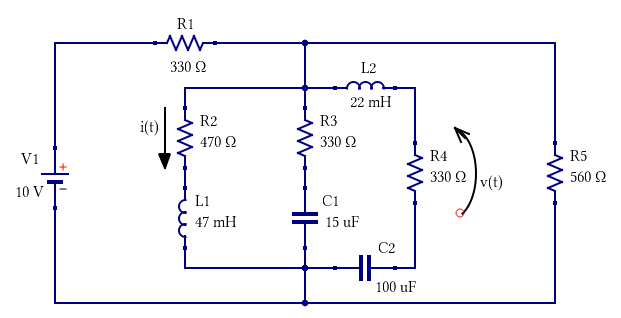 R1
330 Ω
L2
22 mH
i(t)
R2
470 Ω
R3
330 Ω
R4
330 Ω
v(t)
R5
560 Ω
V1
+
10 V
−
L1
47 mH
C1
15 uF
C2
100 uF